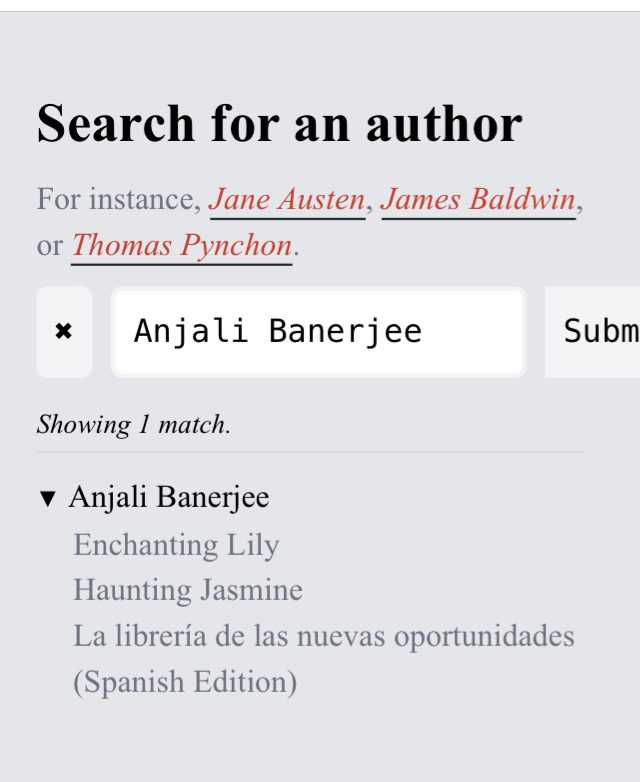 Search for an author
For instance, Jane Austen, James Baldwin,
or Thomas Pynchon.
✖ Anjali Banerjee Subm
Showing 1 match.
▼ Anjali Banerjee
Enchanting Lily
Haunting Jasmine
La librería de las nuevas oportunidades
(Spanish Edition)